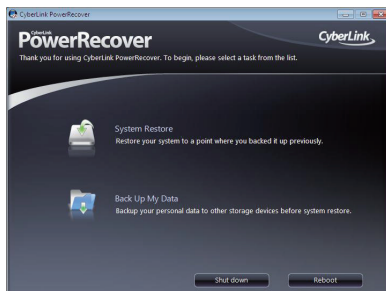 CyberLink PowerRecover
CyberLink
PowerRecover
CyberLink
Thank you for using CyberLink PowerRecover. To begin, please select a task from the list.
System Restore
Restore your system to a point where you backed it up previously.
Back Up My Data
Backup your personal data to other storage devices before system restore.
Shut down
Reboot